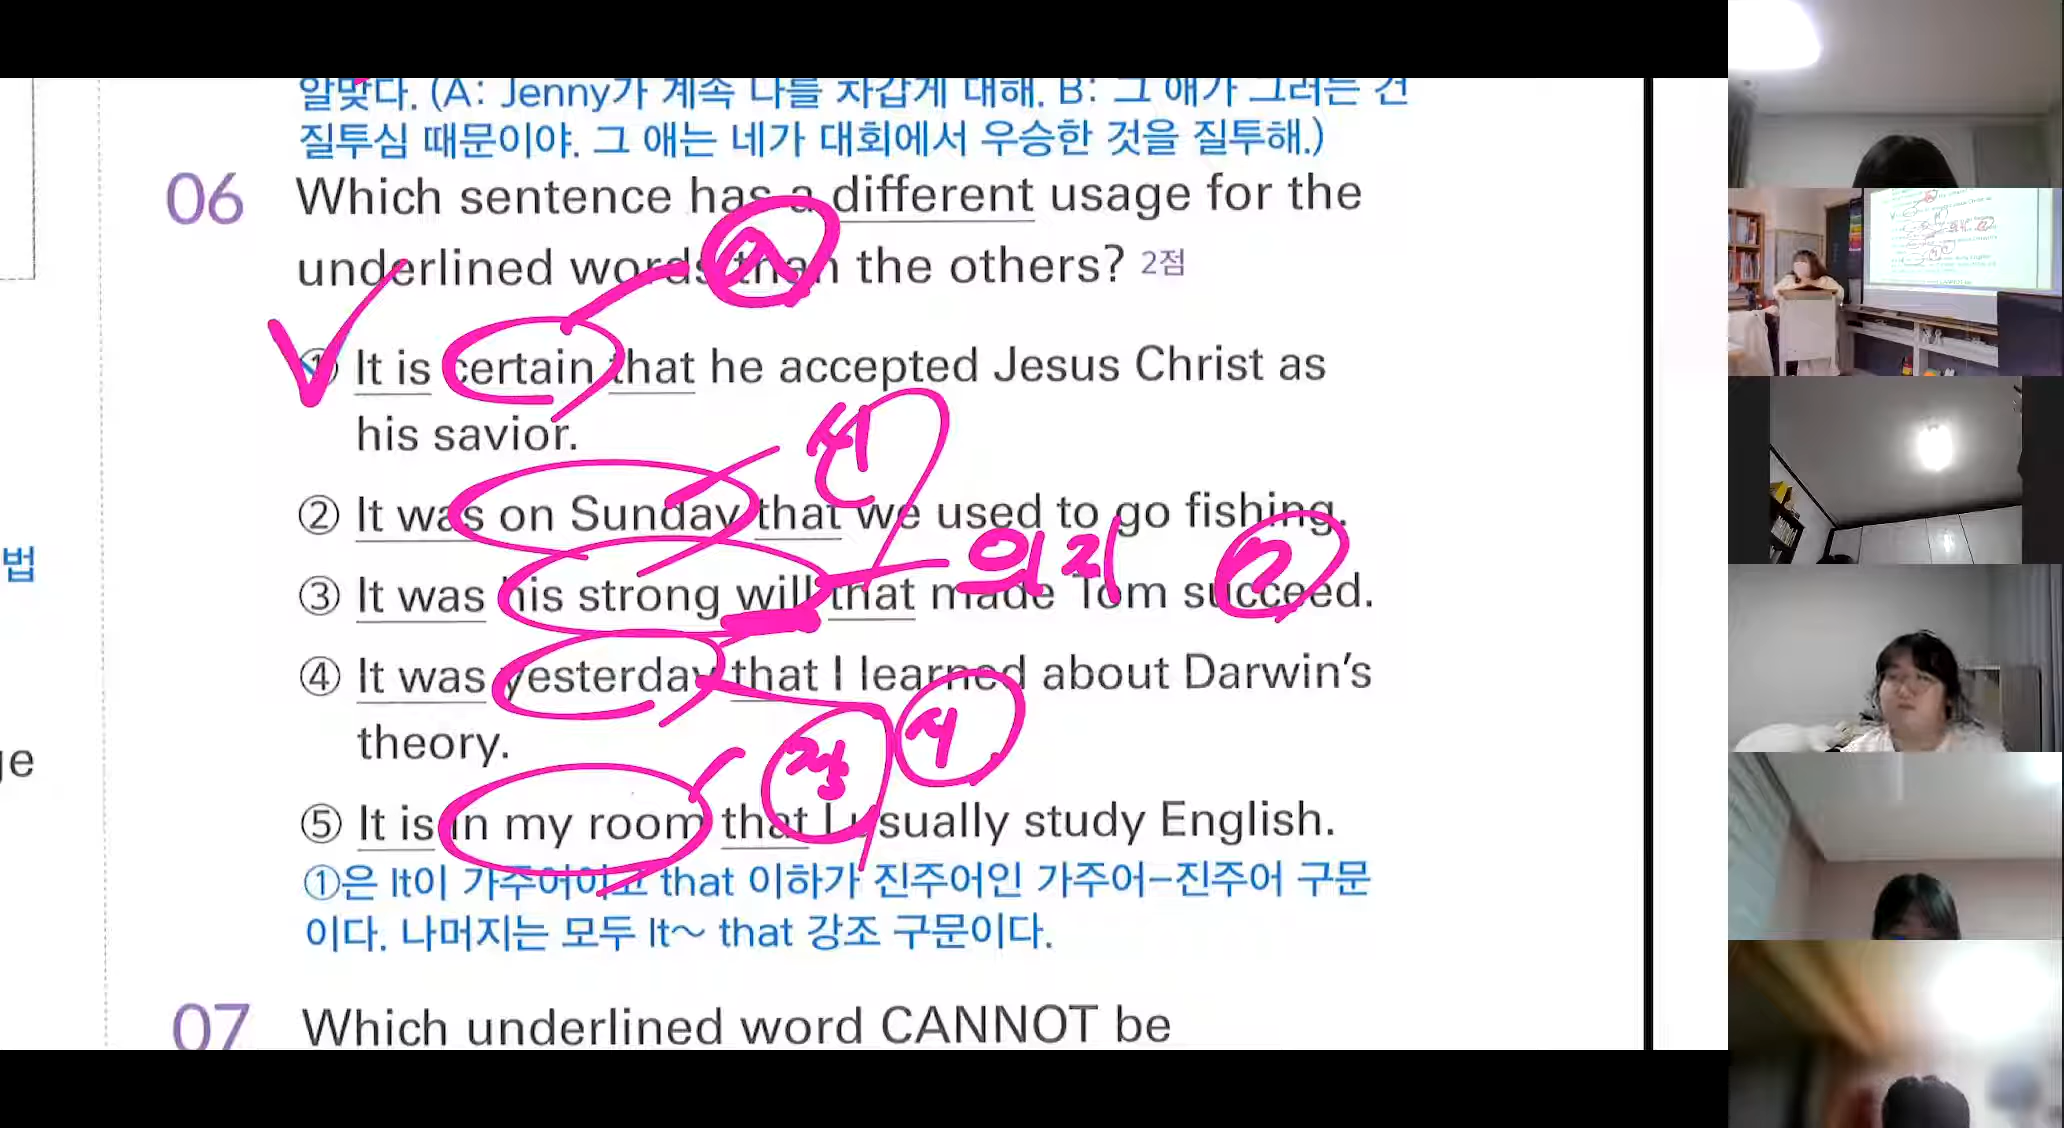 알맞다. (A: Jenny가 계속 나를 차갑게 대해. B: 그 애가 그러는 건
질투심 때문이야. 그 애는 네가 대회에서 우승한 것을 질투해.)
06 Which sentence has a different usage for the
underlined words than the others? 2점
① It is certain that he accepted Jesus Christ as
his savior.
② It was on Sunday that we used to go fishing.
③ It was his strong will that made Tom succeed.
의지
④ It was yesterday that I learned about Darwin's
theory.
⑤ It is in my room that I usually study English.
①은 It이 가주어이고 that 이하가 진주어인 가주어-진주어 구문
이다. 나머지는 모두 It~ that 강조 구문이다.
07 Which underlined word CANNOT be
법